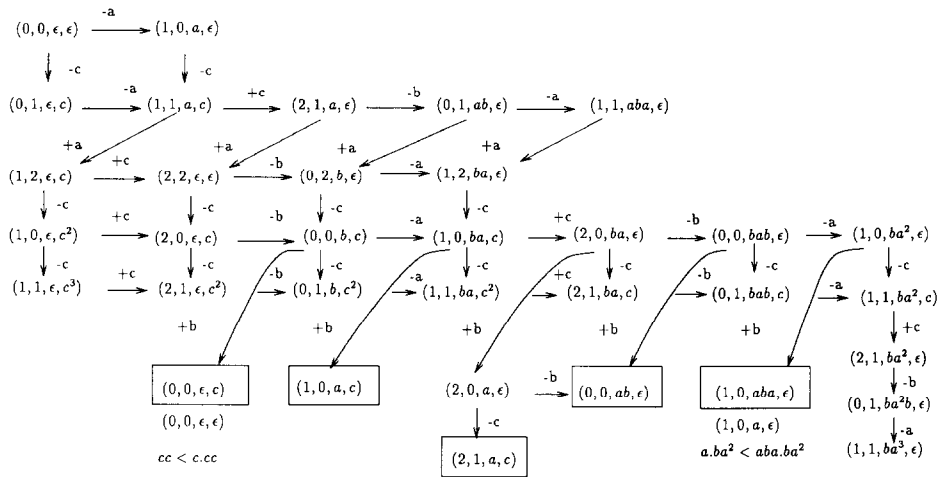 -a
(0, 0, ϵ, ϵ) (1, 0, a, ϵ)
-c -c
-a +c -b -a
(0, 1, ϵ, c) (1, 1, a, c) (2, 1, a, ϵ) (0, 1, ab, ϵ) (1, 1, aba, ϵ)
+a +a +a +a
+c -b -a
(1, 2, ϵ, c) (2, 2, ϵ, ϵ) (0, 2, b, ϵ) (1, 2, ba, ϵ)
-c -c -c -c
+c -b -a +c -b -a
(1, 0, ϵ, c²) (2, 0, ϵ, c) (0, 0, b, c) (1, 0, ba, c) (2, 0, ba, ϵ) (0, 0, bab, ϵ) (1, 0, ba², ϵ)
-c -c -c -c -c -c
+c -b -a +c -b -a
(1, 1, ϵ, c³) (2, 1, ϵ, c²) (0, 1, b, c²) (1, 1, ba, c²) (2, 1, ba, c) (0, 1, bab, c) (1, 1, ba², c)
+b +b +b +b +b +c
(2, 1, ba², ϵ)
-b -b
(0, 0, ϵ, c) (1, 0, a, c) (2, 0, a, ϵ) (0, 0, ab, ϵ) (1, 0, aba, ϵ) (0, 1, ba²b, ϵ)
-c -a
(0, 0, ϵ, ϵ) (1, 0, a, ϵ)
cc < c.cc (2, 1, a, c) a.ba² < aba.ba² (1, 1, ba³, ϵ)